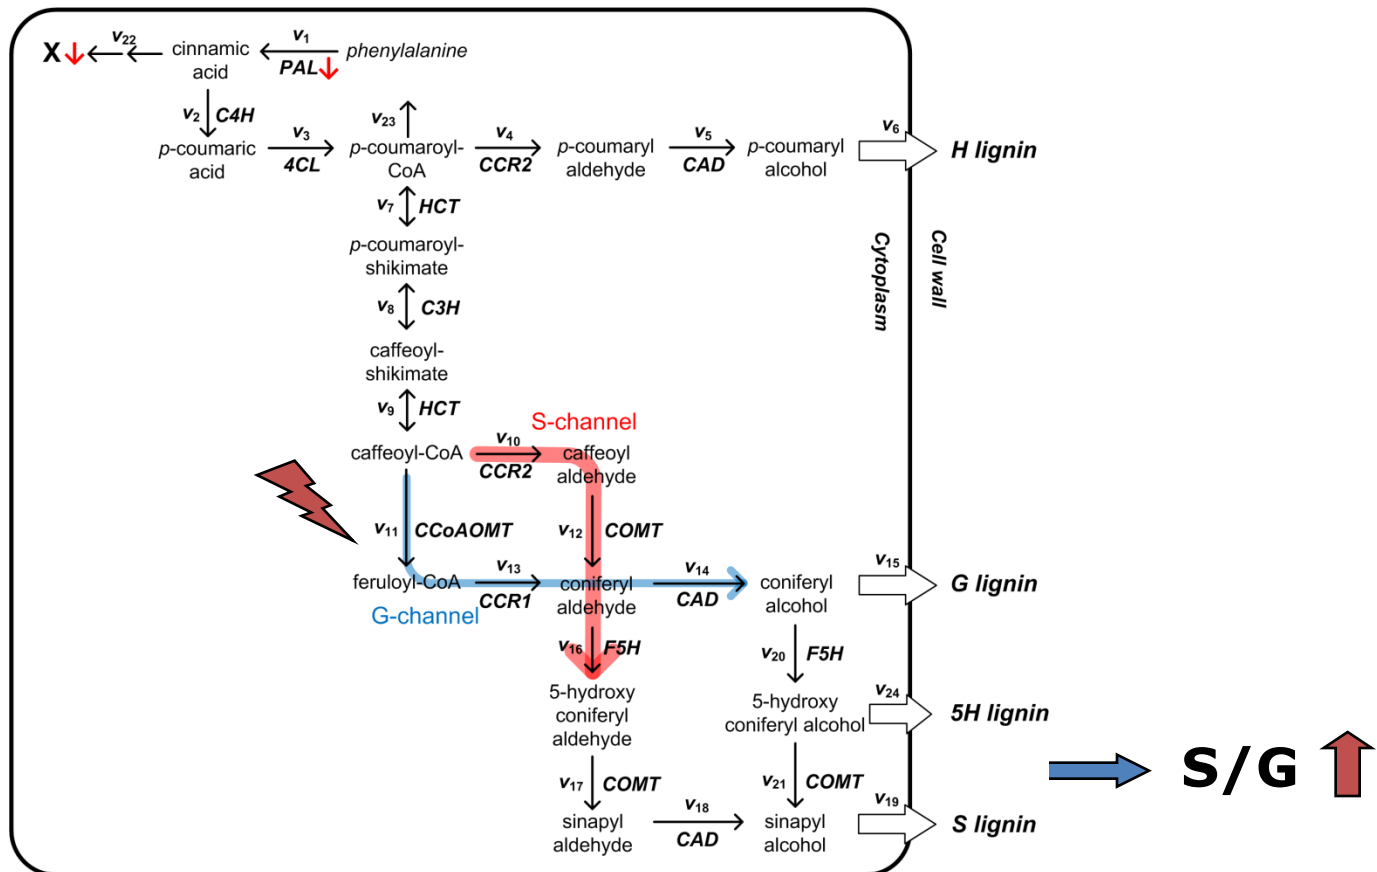 X
v22
cinnamic
acid
v1
PAL
phenylalanine
v2
C4H
p-coumaric
acid
v3
4CL
v23
p-coumaroyl-
CoA
v4
CCR2
p-coumaryl
aldehyde
v5
CAD
p-coumaryl
alcohol
v6
H lignin
v7
HCT
p-coumaroyl-
shikimate
Cytoplasm
Cell wall
v8
C3H
caffeoyl-
shikimate
v9
HCT
S-channel
caffeoyl-CoA
v10
CCR2
caffeoyl
aldehyde
v11
CCoAOMT
v12
COMT
feruloyl-CoA
G-channel
v13
CCR1
coniferyl
aldehyde
v14
CAD
coniferyl
alcohol
v15
G lignin
v16
F5H
v20
F5H
5-hydroxy
coniferyl
aldehyde
5-hydroxy
coniferyl alcohol
v24
5H lignin
S/G
v17
COMT
v21
COMT
sinapyl
aldehyde
v18
CAD
sinapyl
alcohol
v19
S lignin